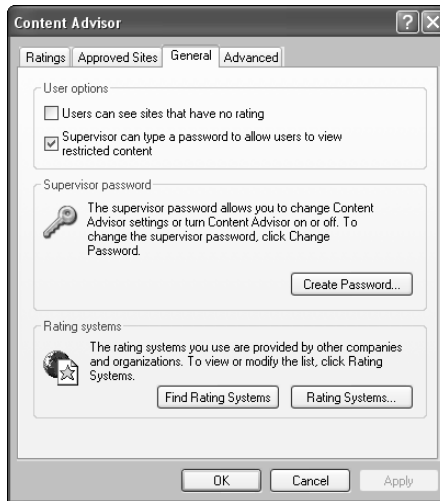 Content Advisor
Ratings Approved Sites General Advanced
User options
Users can see sites that have no rating
Supervisor can type a password to allow users to view
restricted content
Supervisor password
The supervisor password allows you to change Content
Advisor settings or turn Content Advisor on or off. To
change the supervisor password, click Change
Password.
Create Password...
Rating systems
The rating systems you use are provided by other companies
and organizations. To view or modify the list, click Rating
Systems.
Find Rating Systems Rating Systems...
OK Cancel Apply